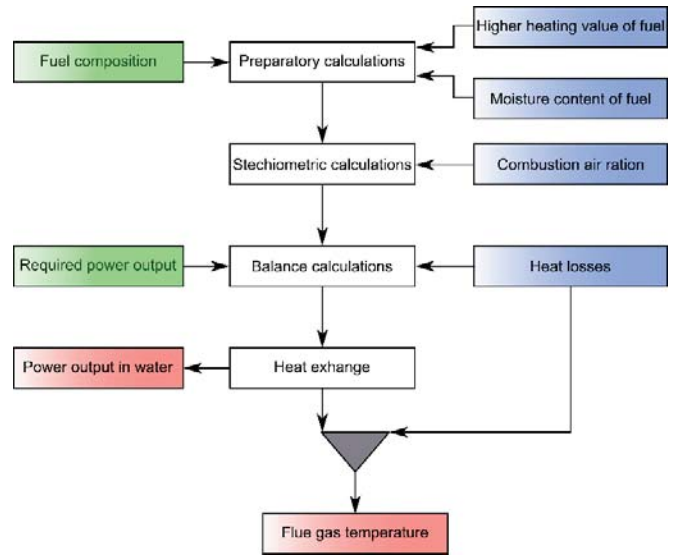 Higher heating value of fuel
Fuel composition
Preparatory calculations
Moisture content of fuel
Stechiometric calculations
Combustion air ration
Required power output
Balance calculations
Heat losses
Power output in water
Heat exhange
Flue gas temperature